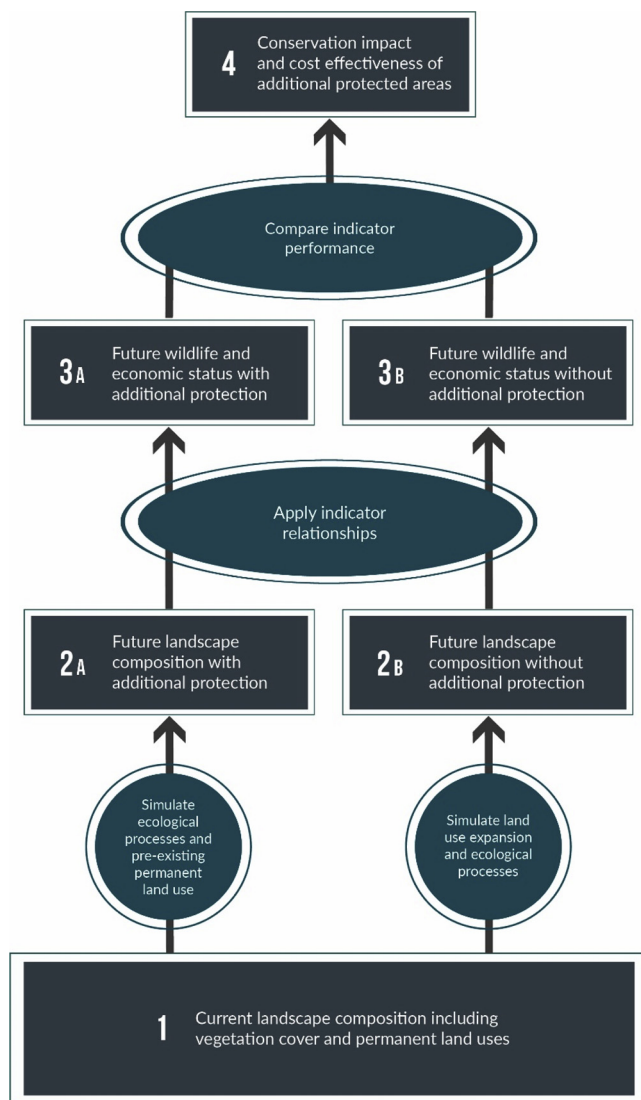 4
Conservation impact
and cost effectiveness of
additional protected areas
Compare indicator
performance
3A
Future wildlife and
economic status with
additional protection
3B
Future wildlife and
economic status without
additional protection
Apply indicator
relationships
2A
Future landscape
composition with
additional protection
2B
Future landscape
composition without
additional protection
Simulate
ecological
processes and
pre-existing
permanent
land use
Simulate land
use expansion
and ecological
processes
1
Current landscape composition including
vegetation cover and permanent land uses